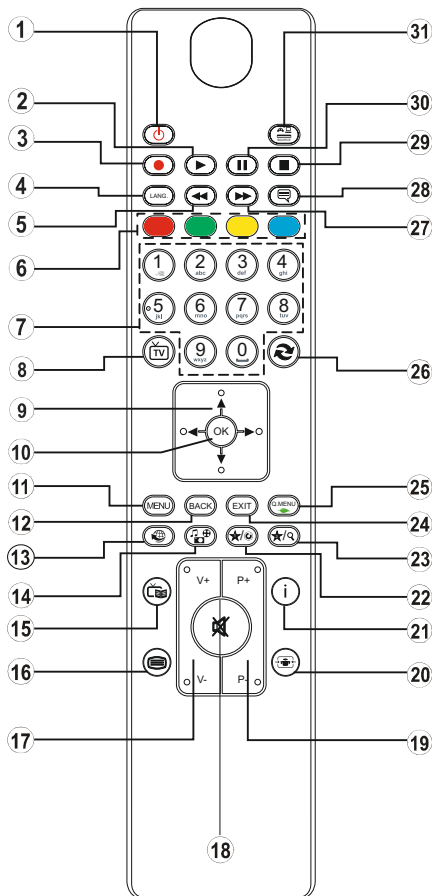 1
31
2
30
3
29
4
LANG.
28
5
27
6
1
2
abc
3
def
4
ghi
7
5
jkl
6
mno
7
pqrs
8
tuv
8
TV
9
wxyz
0
26
9
10
OK
11
MENU
BACK
EXIT
Q.MENU
25
12
24
13
23
14
V+
P+
22
15
i
21
16
20
17
V-
P-
19
18